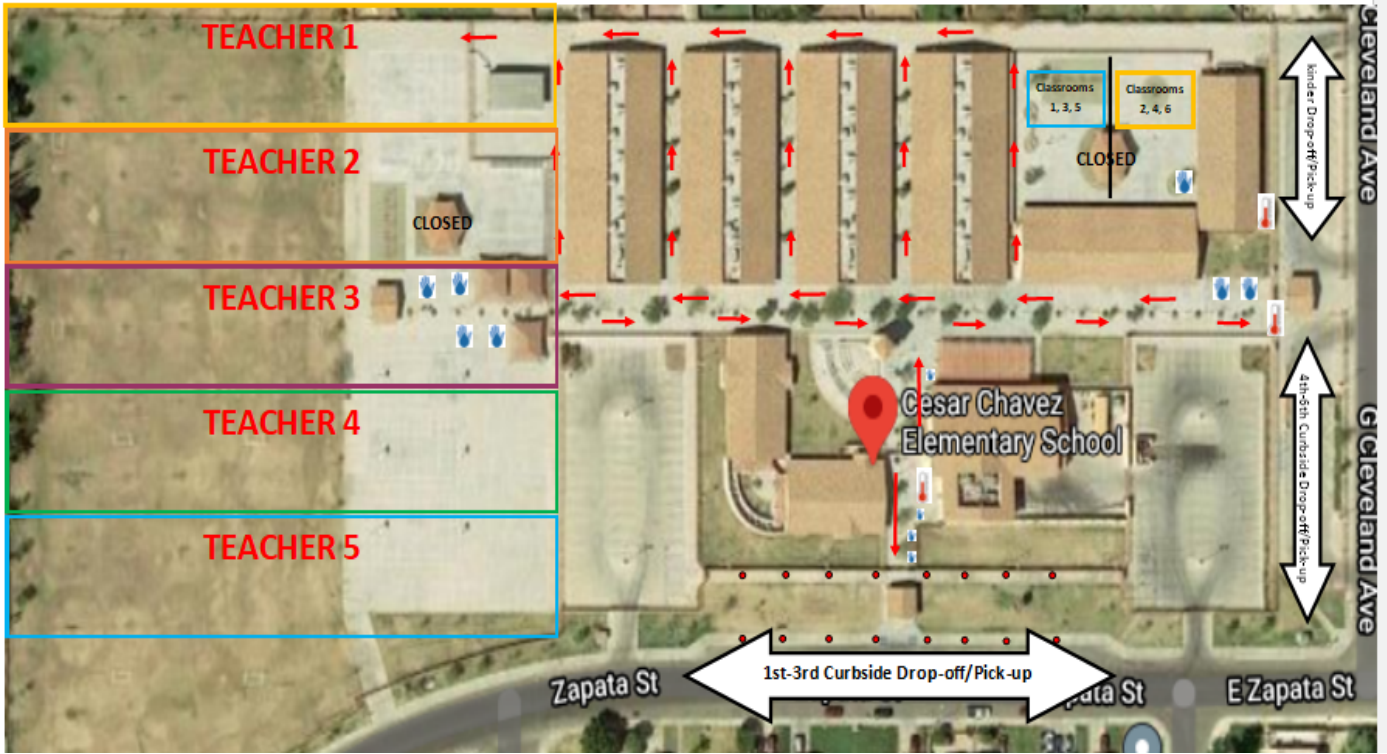 TEACHER 1
TEACHER 2
CLOSED
TEACHER 3
TEACHER 4
TEACHER 5
Classrooms
1, 3, 5
Classrooms
2, 4, 6
CLOSED
kinder Drop-off/Pick-up
Cleveland Ave
Cesar Chavez
Elementary School
4th-6th Curbside Drop-off/Pick-up
G Cleveland Ave
1st-3rd Curbside Drop-off/Pick-up
Zapata St
pata St
E Zapata St